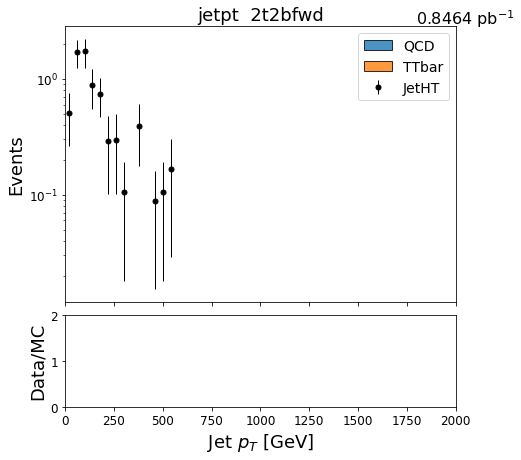 jetpt 2t2bfwd
0.8464 pb⁻¹
QCD
TTbar
JetHT
Events
10⁰
10⁻¹
Data/MC
2
1
0
0 250 500 750 1000 1250 1500 1750 2000
Jet p_T [GeV]